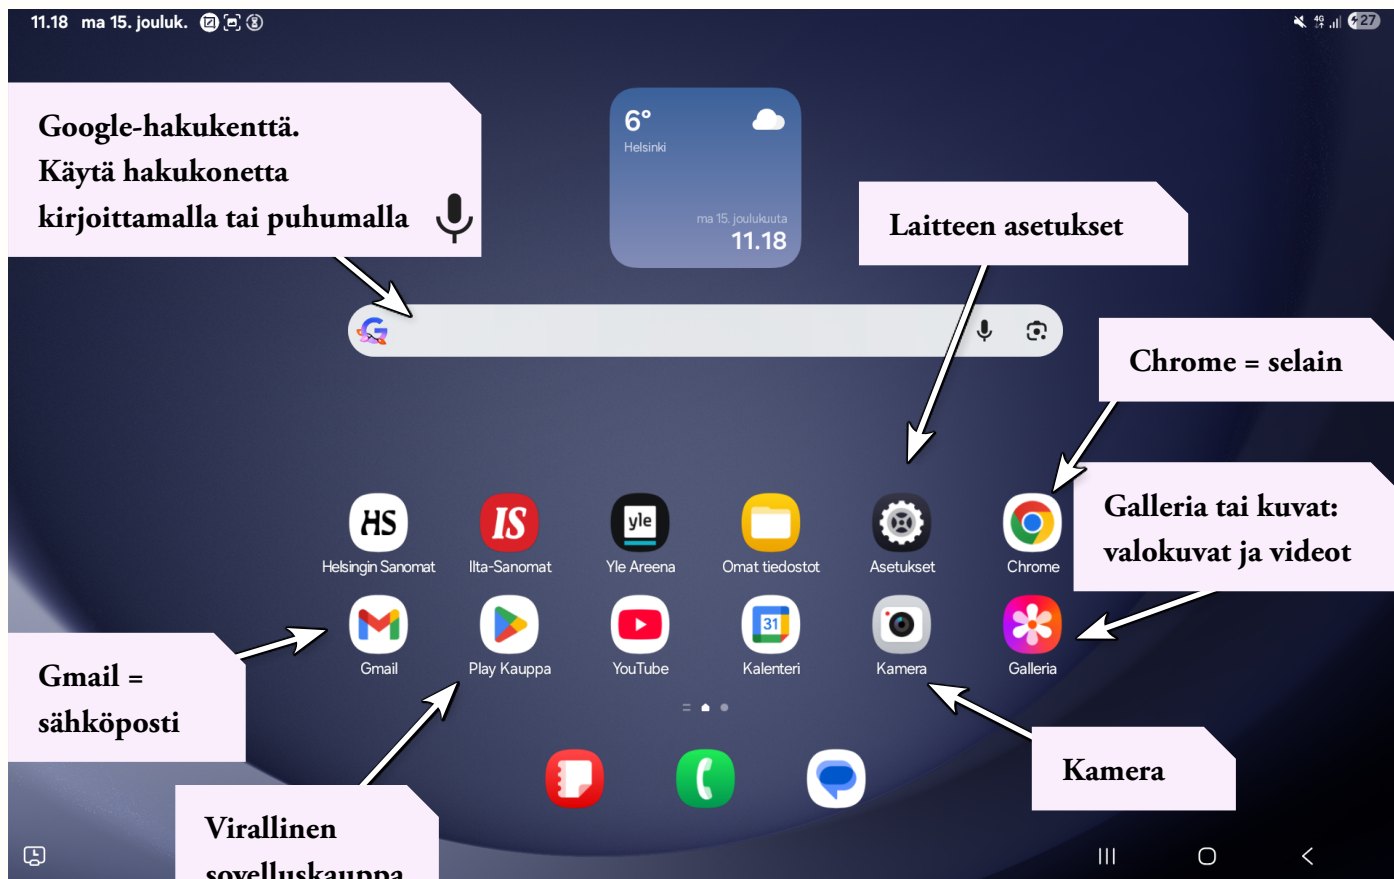 11.18 ma 15. jouluk.
4G
27
Google-hakukenttä.
Käytä hakukonetta
kirjoittamalla tai puhumalla
6°
Helsinki
ma 15. joulukuuta
11.18
Laitteen asetukset
G
Chrome = selain
Galleria tai kuvat:
valokuvat ja videot
HS
IS
yle
Helsingin Sanomat
Ilta-Sanomat
Yle Areena
Omat tiedostot
Asetukset
Chrome
31
Gmail
Play Kauppa
YouTube
Kalenteri
Kamera
Galleria
Gmail =
sähköposti
Kamera
Virallinen
sovelluskauppa